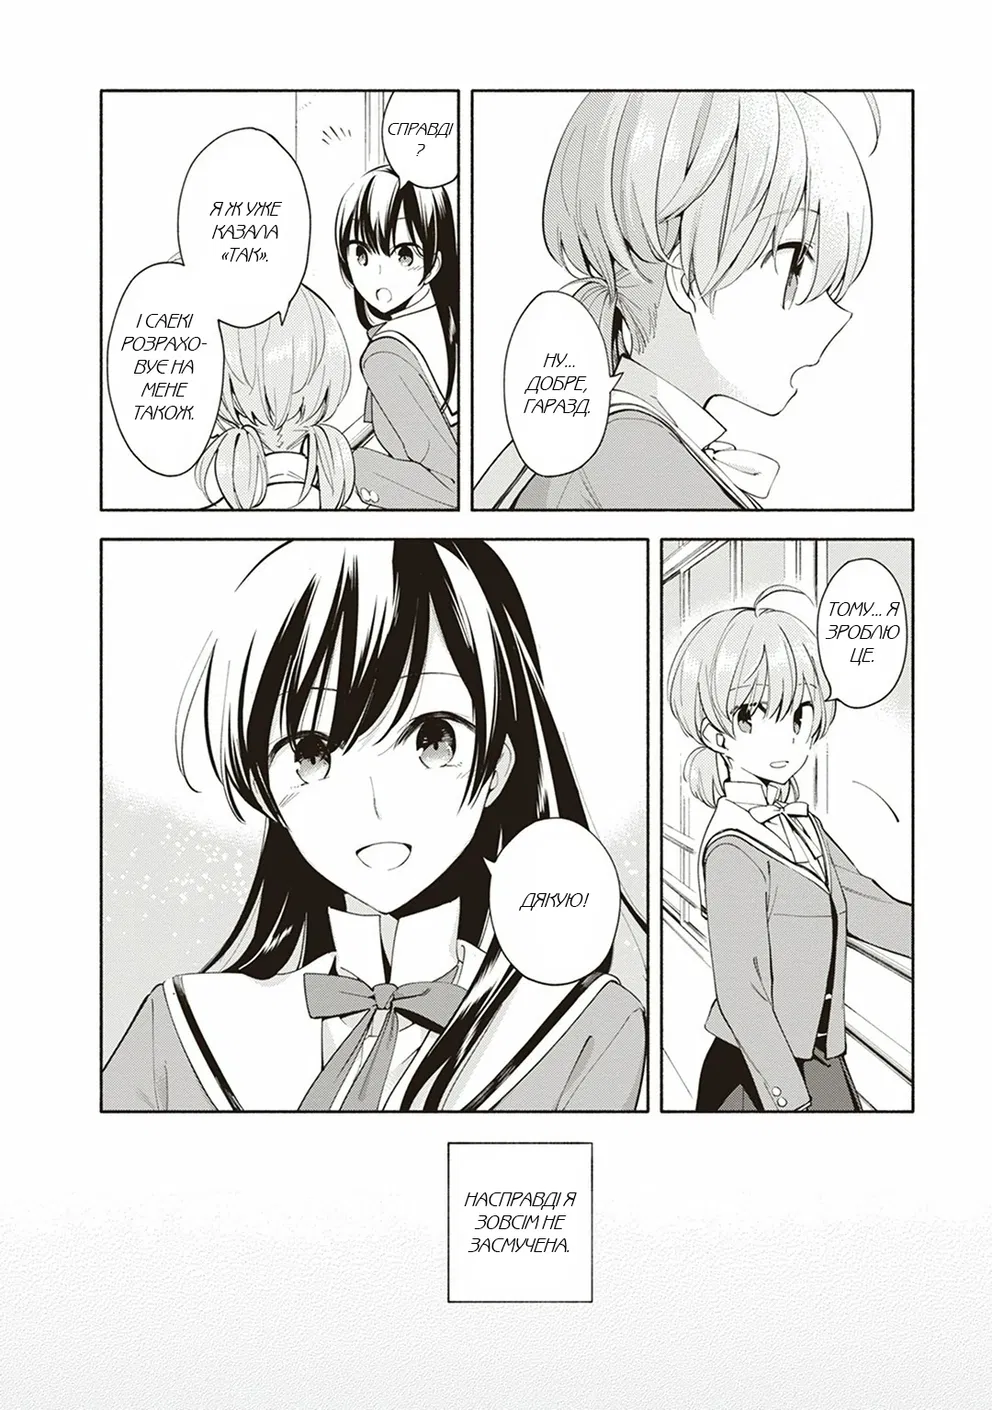 НУ...
ДОБРЕ,
ГАРАЗД.
СПРАВДІ
?
Я Ж УЖЕ
КАЗАЛА
«ТАК».
І САЕКІ
РОЗРАХО-
ВУЄ НА
МЕНЕ
ТАКОЖ.
ТОМУ... Я
ЗРОБЛЮ
ЦЕ.
ДЯКУЮ!
НАСПРАВДІ Я
ЗОВСІМ НЕ
ЗАСМУЧЕНА.